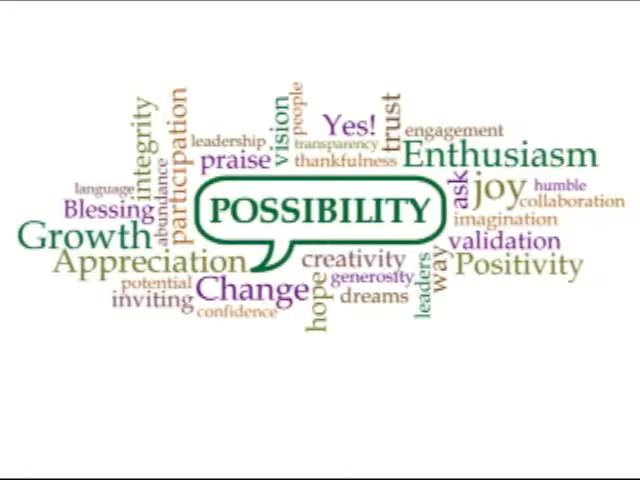 integrity
participation
vision
people
Yes!
trust
engagement
leadership
transparency
praise
thankfulness
Enthusiasm
language
abundance
ask
joy
humble
Blessing
POSSIBILITY
collaboration
imagination
Growth
validation
Appreciation
creativity
way
Positivity
potential
Change
generosity
leaders
inviting
hope
dreams
confidence